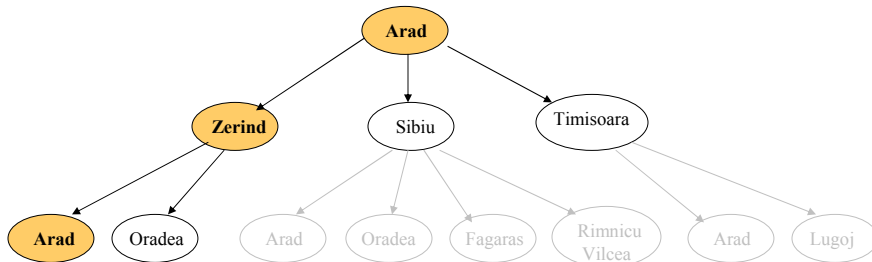 Arad
Zerind
Sibiu
Timisoara
Arad
Oradea
Arad
Oradea
Fagaras
Rimnicu
Vilcea
Arad
Lugoj